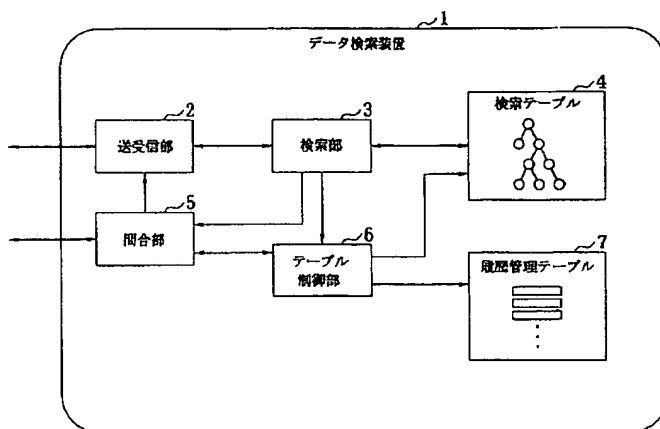 1
データ検索装置
2
送受信部
3
検索部
4
検索テーブル
5
問合部
6
テーブル
制御部
7
履歴管理テーブル